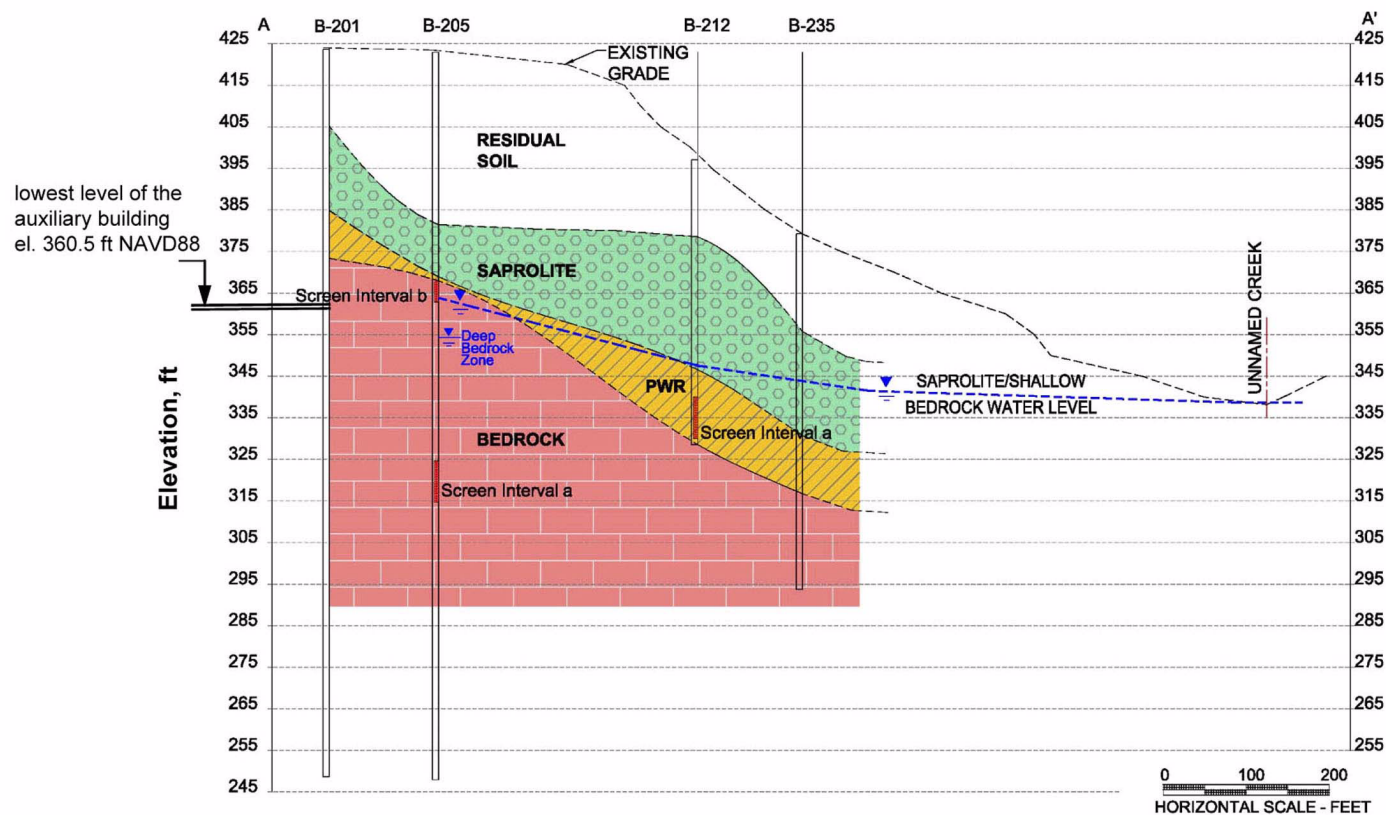 A
B-201
B-205
B-212
B-235
A'
425
425
EXISTING
GRADE
415
415
405
405
RESIDUAL
SOIL
395
395
lowest level of the
auxiliary building
el. 360.5 ft NAVD88
385
385
375
375
SAPROLITE
UNNAMED CREEK
365
365
Screen Interval b
355
355
Deep
Bedrock
Zone
345
345
PWR
SAPROLITE/SHALLOW
BEDROCK WATER LEVEL
335
335
Screen Interval a
BEDROCK
Elevation, ft
325
325
Screen Interval a
315
315
305
305
295
295
285
285
275
275
265
265
255
255
245
0
100
200
HORIZONTAL SCALE - FEET